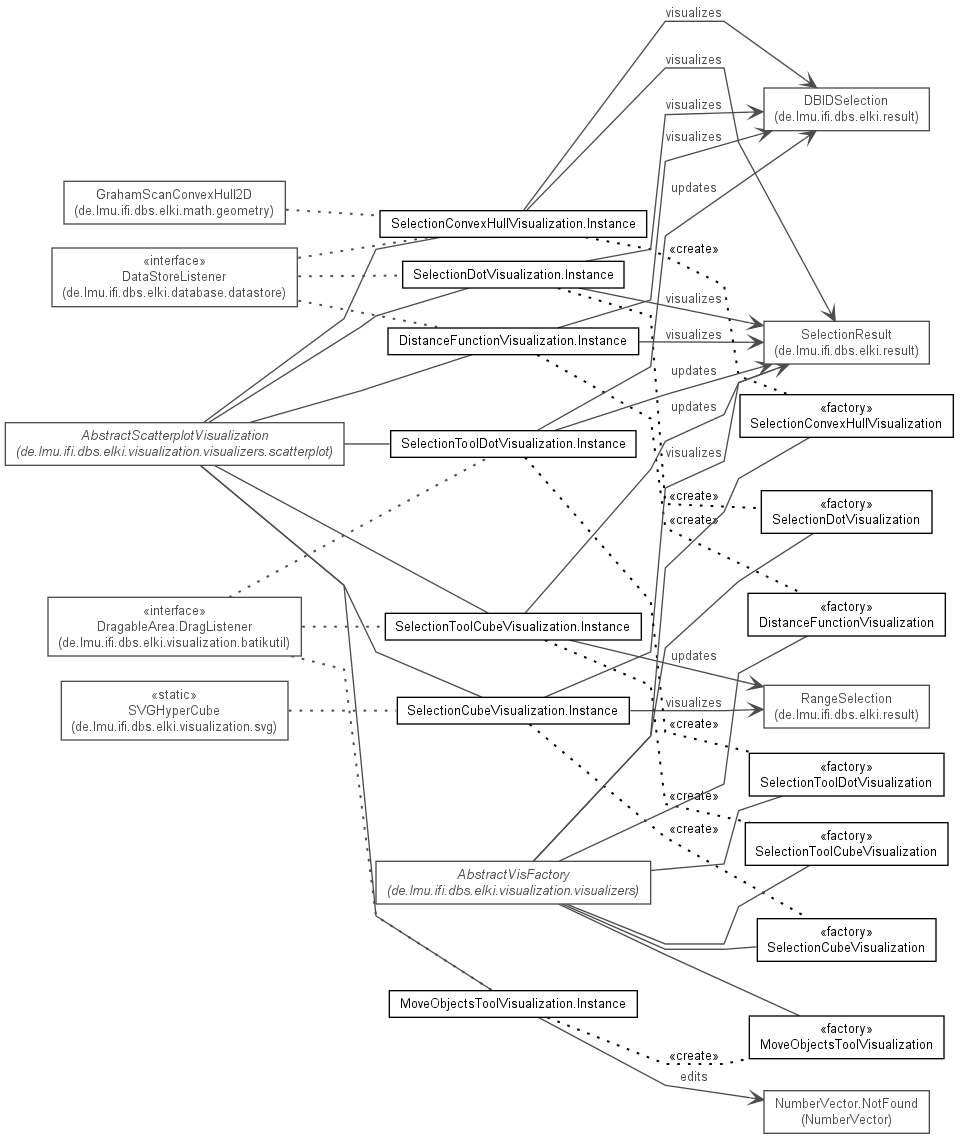 visualizes
visualizes
DBIDSelection
(de.lmu.ifi.dbs.elki.result)
visualizes
visualizes
updates
GrahamScanConvexHull2D
(de.lmu.ifi.dbs.elki.math.geometry)
SelectionConvexHullVisualization.Instance
«create»
«interface»
DataStoreListener
(de.lmu.ifi.dbs.elki.database.datastore)
SelectionDotVisualization.Instance
visualizes
DistanceFunctionVisualization.Instance
visualizes
SelectionResult
(de.lmu.ifi.dbs.elki.result)
updates
updates
«factory»
SelectionConvexHullVisualization
AbstractScatterplotVisualization
(de.lmu.ifi.dbs.elki.visualization.visualizers.scatterplot)
SelectionToolDotVisualization.Instance
visualizes
«create»
«create»
«factory»
SelectionDotVisualization
«interface»
DragableArea.DragListener
(de.lmu.ifi.dbs.elki.visualization.batikutil)
SelectionToolCubeVisualization.Instance
«factory»
DistanceFunctionVisualization
updates
«static»
SVGHyperCube
(de.lmu.ifi.dbs.elki.visualization.svg)
SelectionCubeVisualization.Instance
visualizes
RangeSelection
(de.lmu.ifi.dbs.elki.result)
«create»
«factory»
SelectionToolDotVisualization
«create»
«create»
«factory»
SelectionToolCubeVisualization
AbstractVisFactory
(de.lmu.ifi.dbs.elki.visualization.visualizers)
«factory»
SelectionCubeVisualization
MoveObjectsToolVisualization.Instance
«factory»
MoveObjectsToolVisualization
«create»
edits
NumberVector.NotFound
(NumberVector)